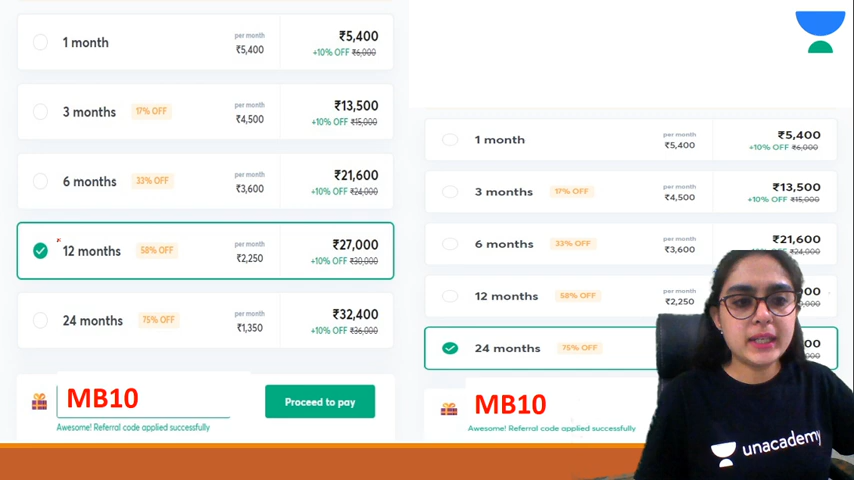 1 month
per month
₹5,400
₹5,400
+10% OFF ₹6,000
3 months
17% OFF
per month
₹4,500
₹13,500
+10% OFF ₹15,000
6 months
33% OFF
per month
₹3,600
₹21,600
+10% OFF ₹24,000
12 months
58% OFF
per month
₹2,250
₹27,000
+10% OFF ₹30,000
24 months
75% OFF
per month
₹1,350
₹32,400
+10% OFF ₹36,000
MB10
Proceed to pay
Awesome! Referral code applied successfully
1 month
per month
₹5,400
₹5,400
+10% OFF ₹6,000
3 months
17% OFF
per month
₹4,500
₹13,500
+10% OFF ₹15,000
6 months
33% OFF
per month
₹3,600
₹21,600
₹24,000
12 months
58% OFF
per month
₹2,250
24 months
75% OFF
MB10
Awesome! Referral code applied successfully
unacademy